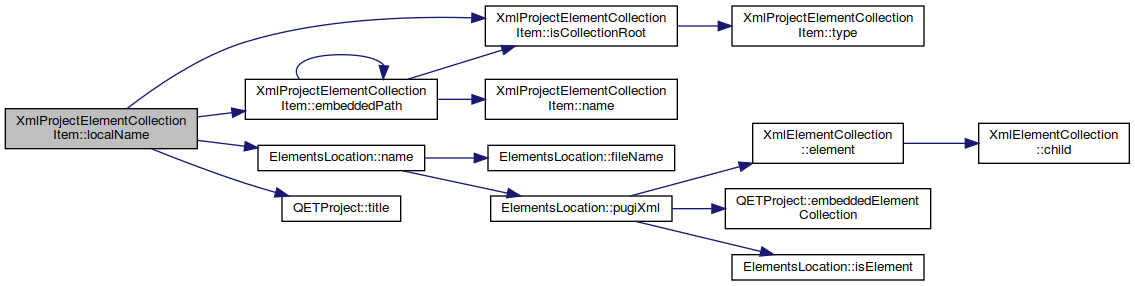 XmlProjectElementCollection
Item::localName
XmlProjectElementCollection
Item::isCollectionRoot
XmlProjectElementCollection
Item::type
XmlProjectElementCollection
Item::embeddedPath
XmlProjectElementCollection
Item::name
ElementsLocation::name
ElementsLocation::fileName
QETProject::title
ElementsLocation::pugiXml
XmlElementCollection
::element
XmlElementCollection
::child
QETProject::embeddedElement
Collection
ElementsLocation::isElement